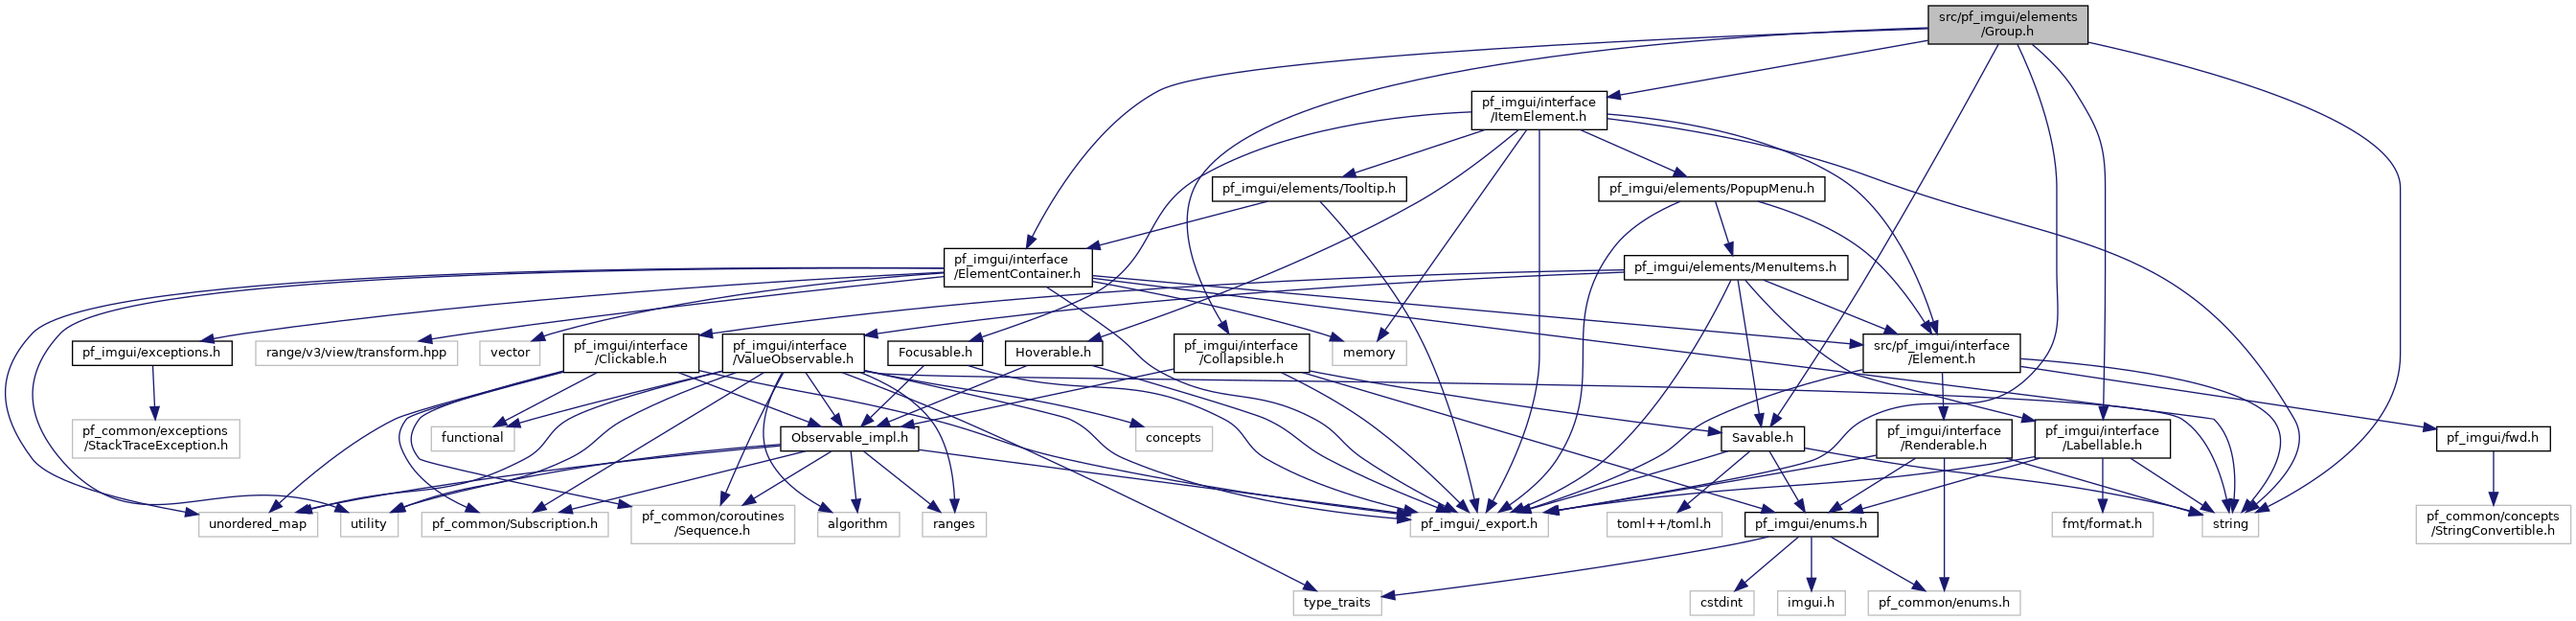 src/pf_imgui/elements
/Group.h
pf_imgui/interface
/ItemElement.h
pf_imgui/elements/Tooltip.h
pf_imgui/elements/PopupMenu.h
pf_imgui/interface
/ElementContainer.h
pf_imgui/elements/MenuItems.h
pf_imgui/exceptions.h
range/v3/view/transform.hpp
vector
pf_imgui/interface
/Clickable.h
pf_imgui/interface
/ValueObservable.h
Focusable.h
Hoverable.h
pf_imgui/interface
/Collapsible.h
memory
src/pf_imgui/interface
/Element.h
pf_common/exceptions
/StackTraceException.h
functional
Observable_impl.h
concepts
Savable.h
pf_imgui/interface
/Renderable.h
pf_imgui/interface
/Labellable.h
pf_imgui/fwd.h
unordered_map
utility
pf_common/Subscription.h
pf_common/coroutines
/Sequence.h
algorithm
ranges
pf_imgui/_export.h
toml++/toml.h
pf_imgui/enums.h
fmt/format.h
string
pf_common/concepts
/StringConvertible.h
type_traits
cstdint
imgui.h
pf_common/enums.h